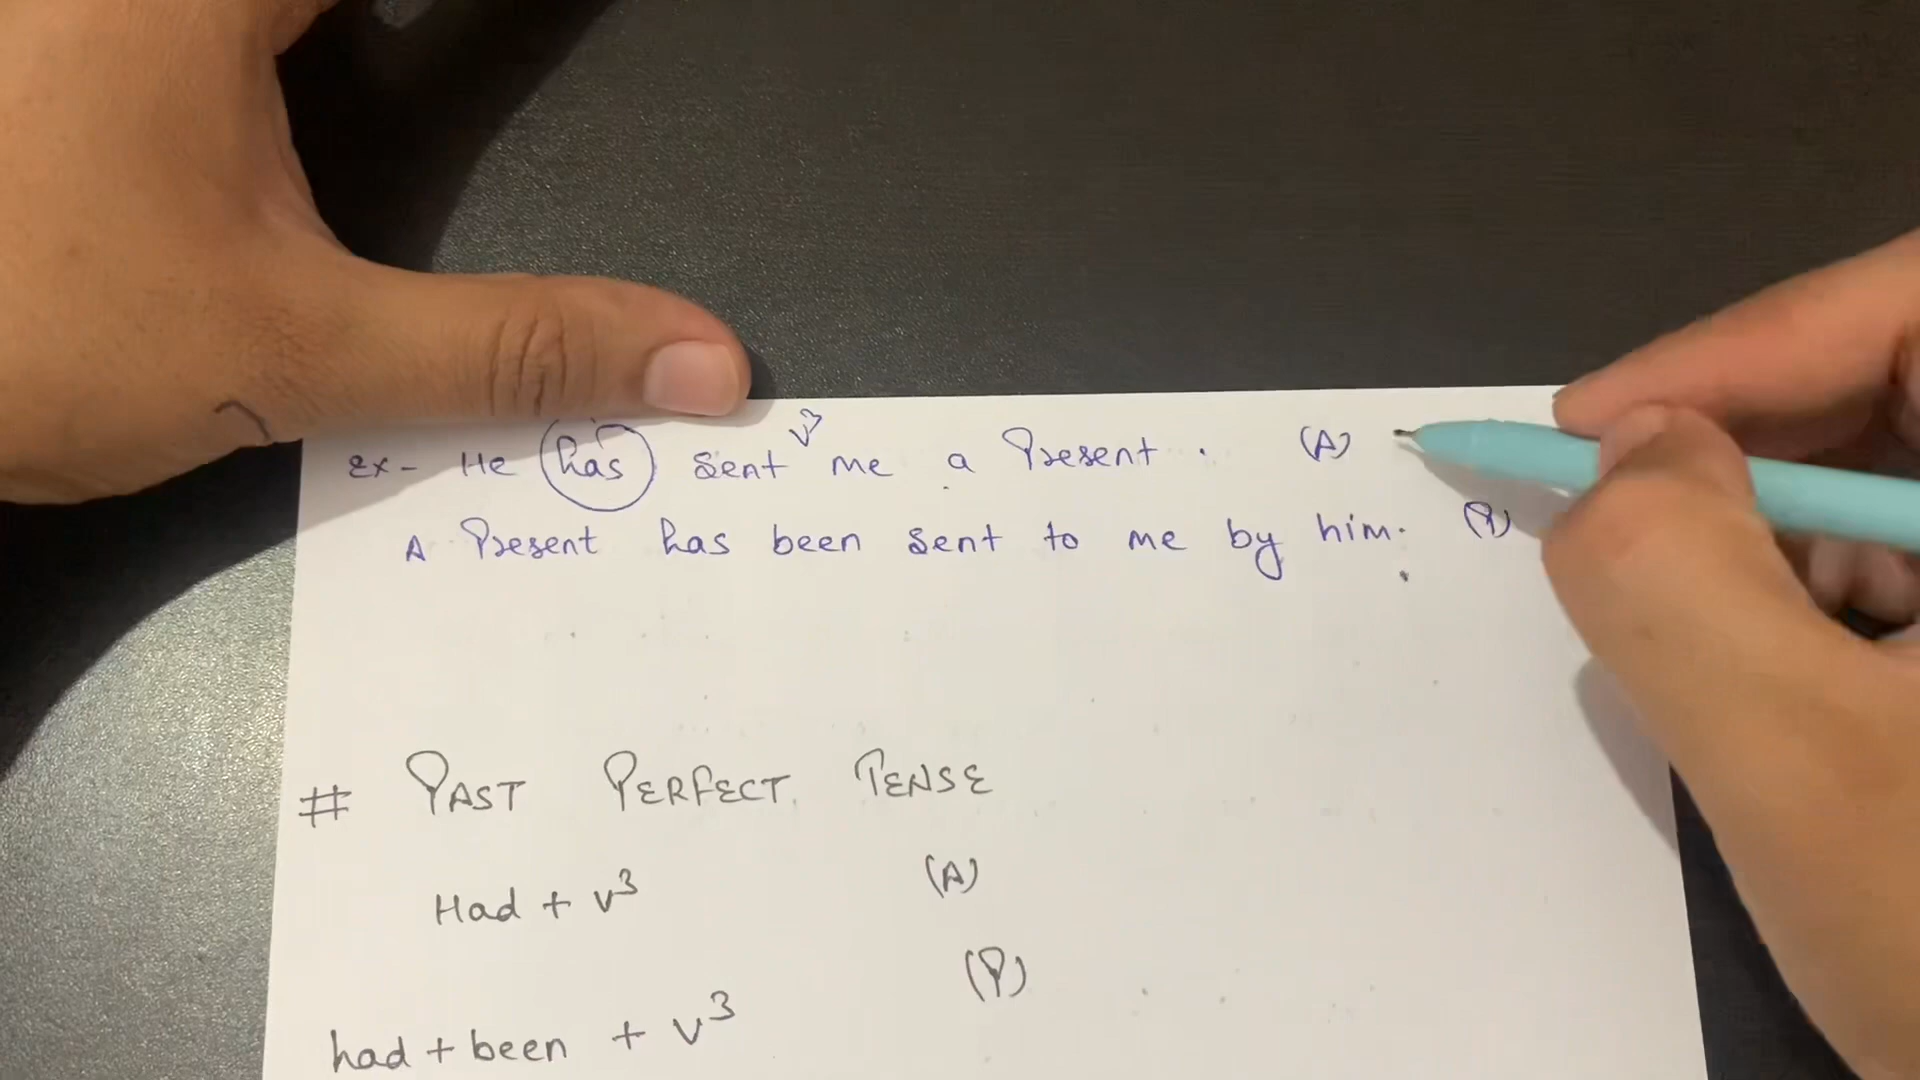 Ex- He has sent V³ me a Present. (A)
A Present has been sent to me by him. (P)
# PAST PERFECT TENSE
Had + V³ (A)
(P)
had + been + V³